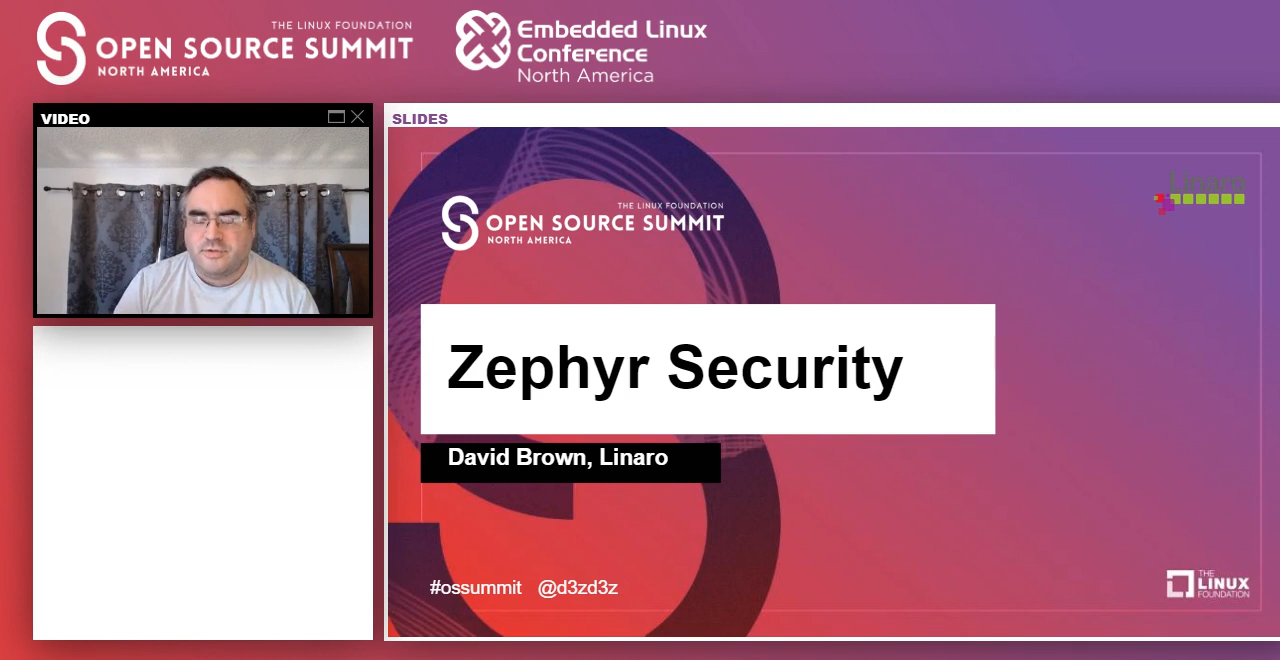 THE LINUX FOUNDATION
OPEN SOURCE SUMMIT
NORTH AMERICA
Embedded Linux
Conference
North America
VIDEO
SLIDES
Linaro
THE LINUX FOUNDATION
OPEN SOURCE SUMMIT
NORTH AMERICA
Zephyr Security
David Brown, Linaro
#ossummit @d3zd3z
THE
LINUX
FOUNDATION